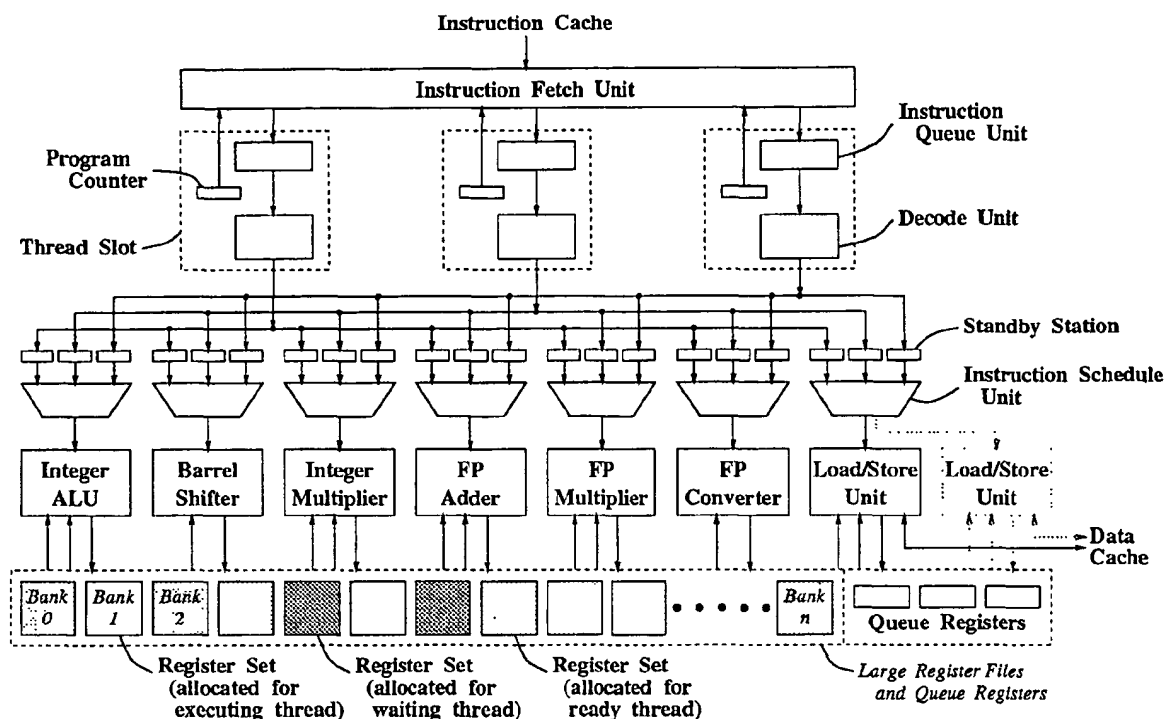 Instruction Cache
Instruction Fetch Unit
Instruction
Queue Unit
Program
Counter
Decode Unit
Thread Slot
Standby Station
Instruction Schedule
Unit
Integer
ALU
Barrel
Shifter
Integer
Multiplier
FP
Adder
FP
Multiplier
FP
Converter
Load/Store
Unit
Load/Store
Unit
Data
Cache
Bank
0
Bank
1
Bank
2
Bank
n
Queue Registers
Register Set
(allocated for
executing thread)
Register Set
(allocated for
waiting thread)
Register Set
(allocated for
ready thread)
Large Register Files
and Queue Registers